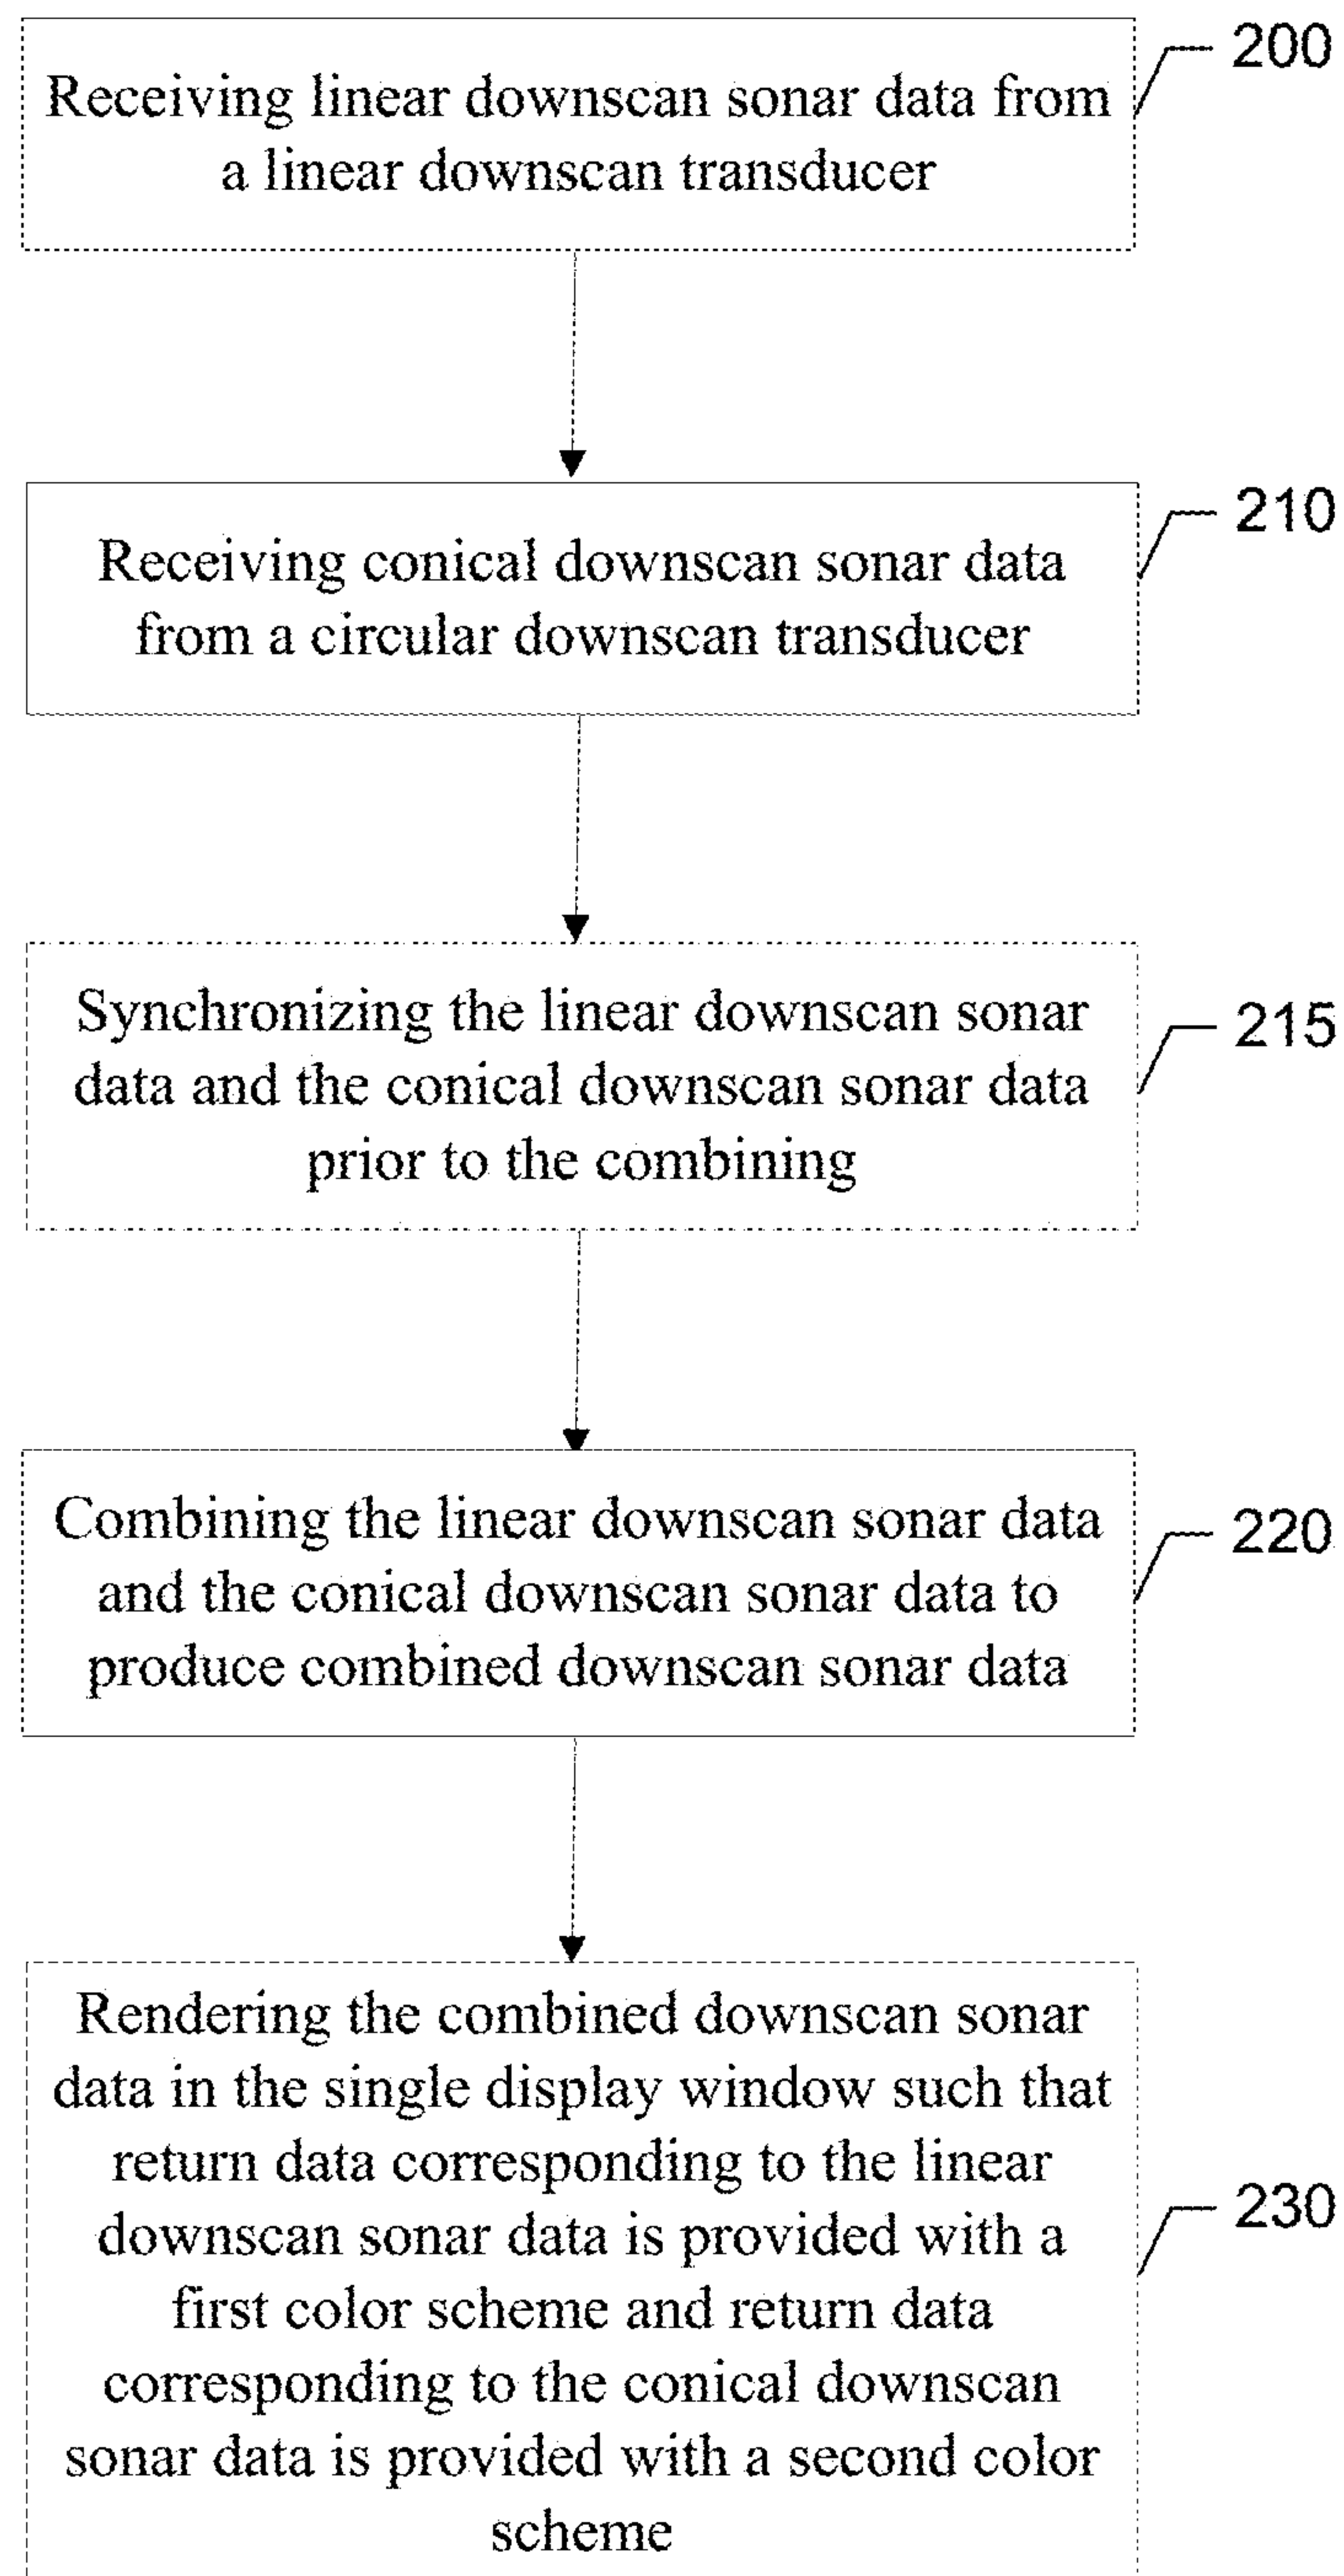 200
Receiving linear downscan sonar data from
a linear downscan transducer
210
Receiving conical downscan sonar data
from a circular downscan transducer
215
Synchronizing the linear downscan sonar
data and the conical downscan sonar data
prior to the combining
220
Combining the linear downscan sonar data
and the conical downscan sonar data to
produce combined downscan sonar data
230
Rendering the combined downscan sonar
data in the single display window such that
return data corresponding to the linear
downscan sonar data is provided with a
first color scheme and return data
corresponding to the conical downscan
sonar data is provided with a second color
scheme